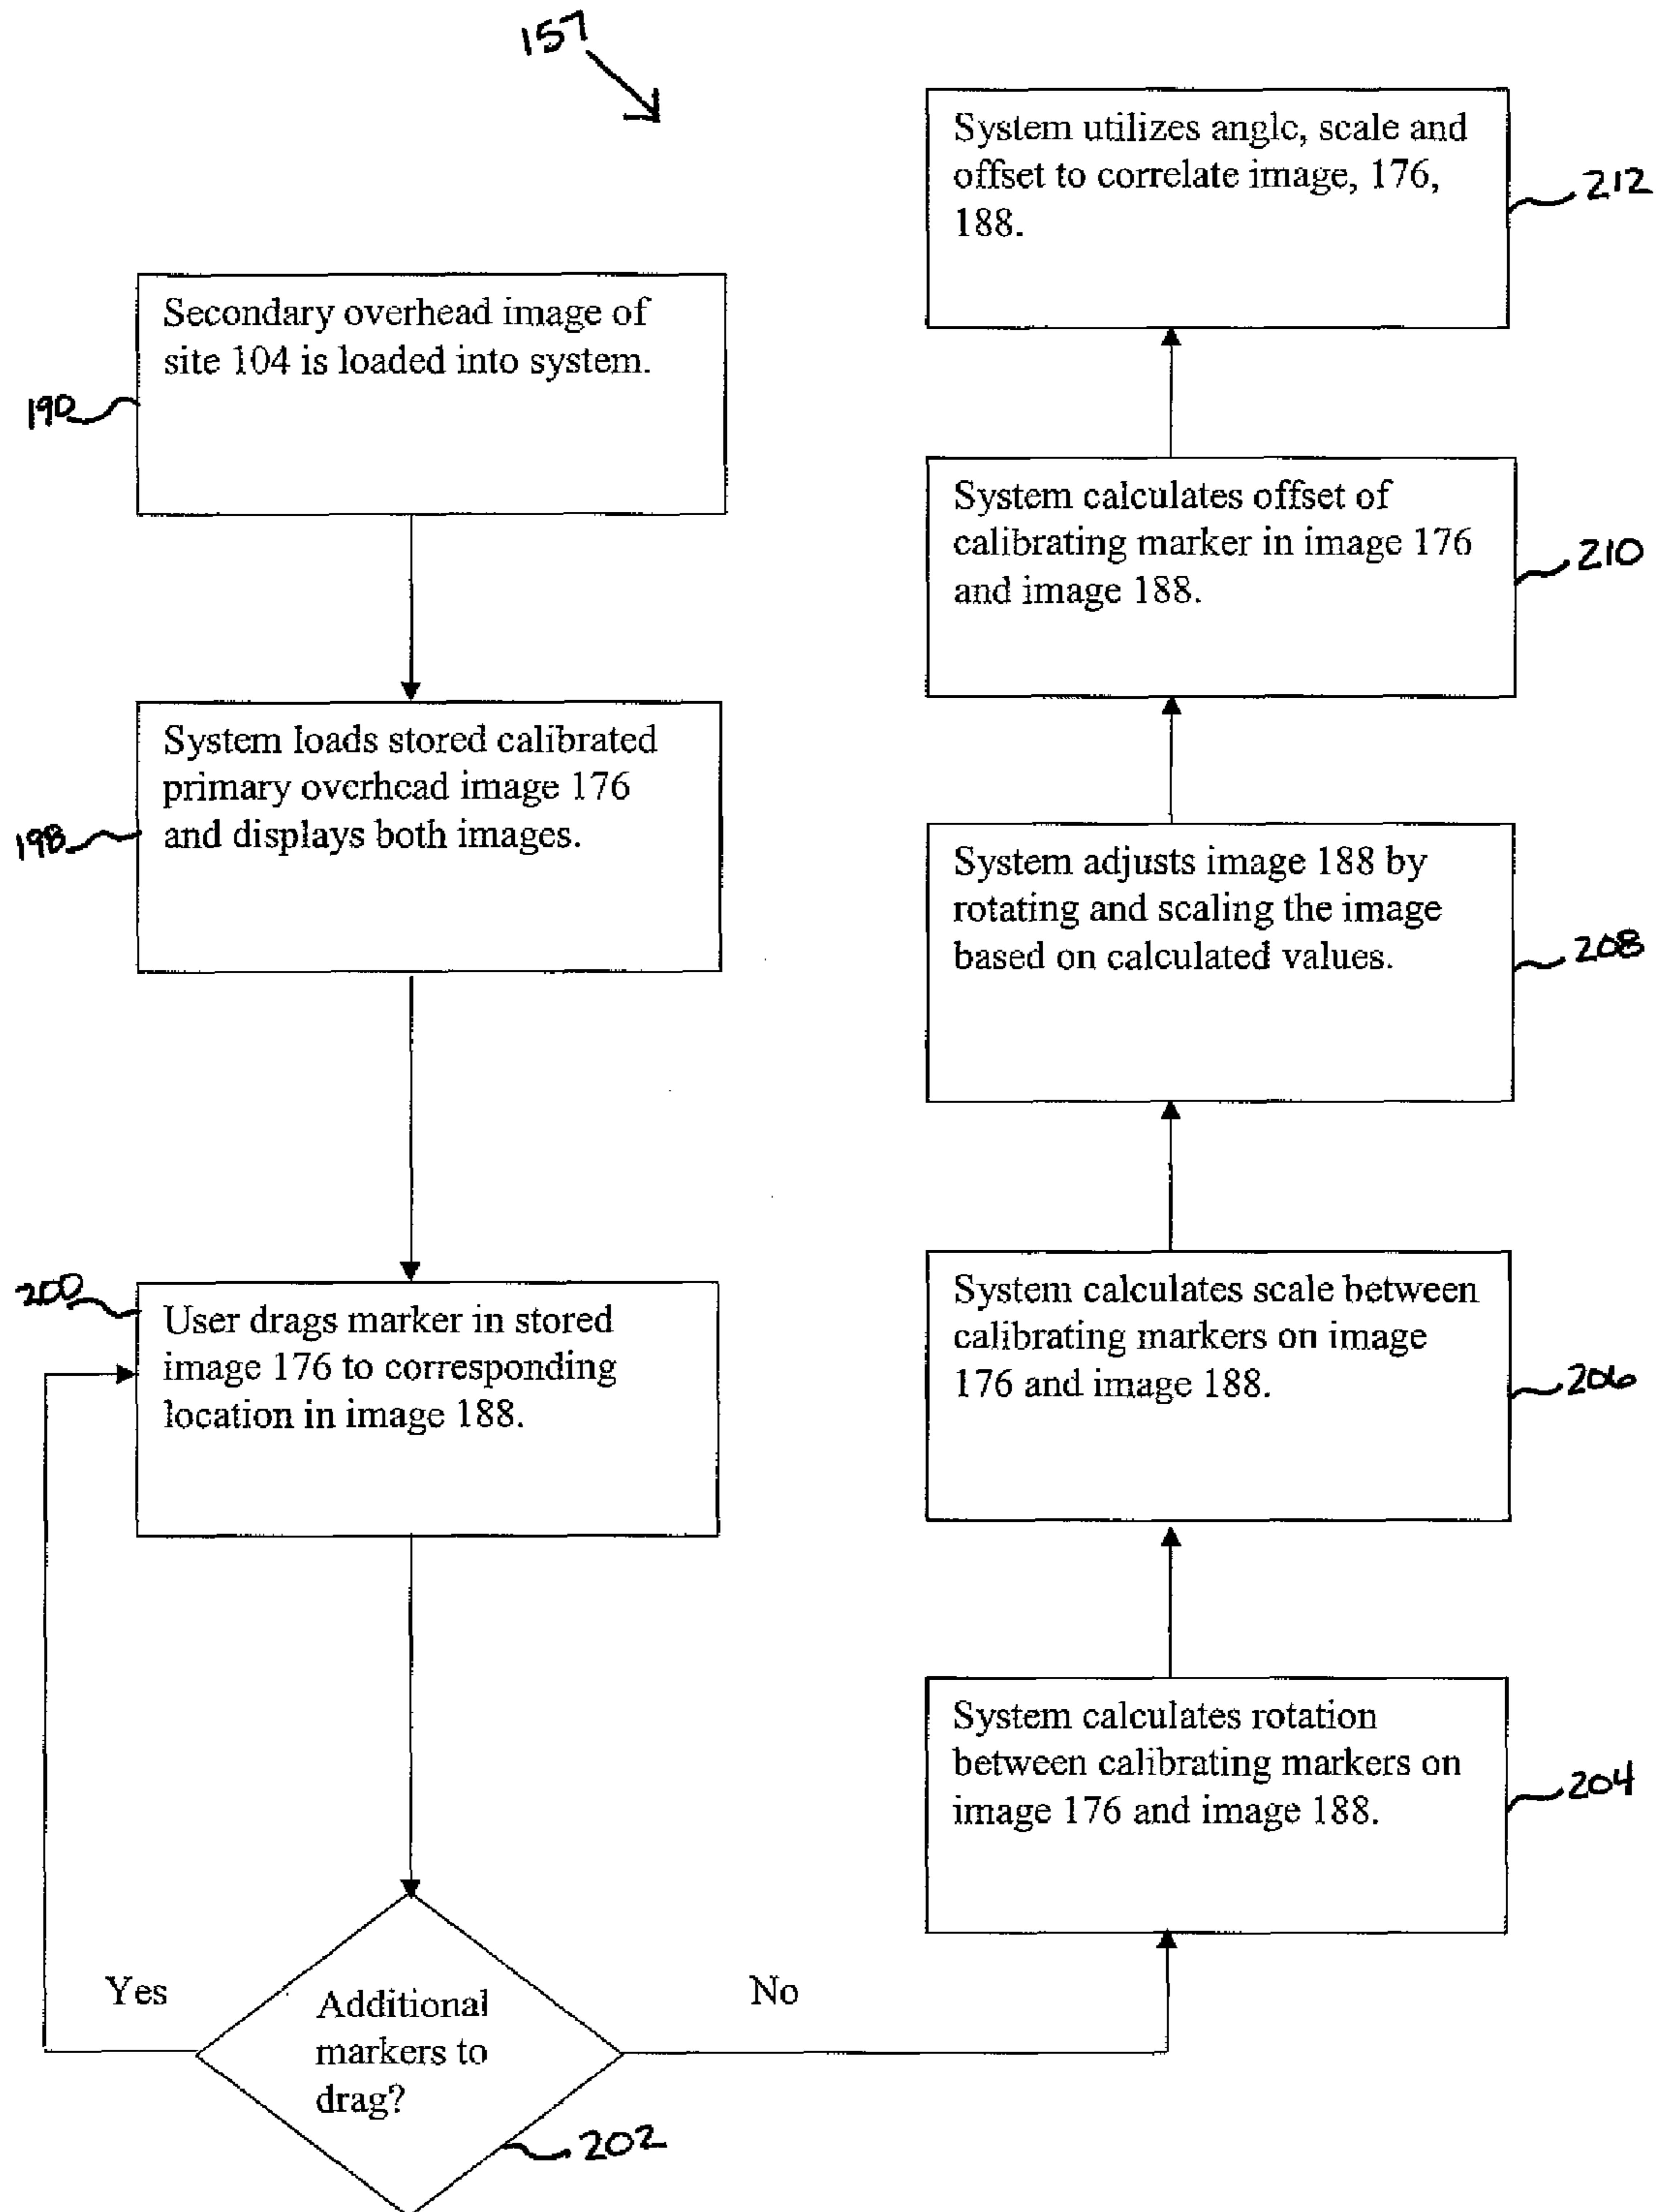 157
Secondary overhead image of
site 104 is loaded into system.
190
System loads stored calibrated
primary overhead image 176
and displays both images.
198
200
User drags marker in stored
image 176 to corresponding
location in image 188.
Yes
Additional
markers to
drag?
No
202
System calculates rotation
between calibrating markers on
image 176 and image 188.
204
System calculates scale between
calibrating markers on image
176 and image 188.
206
System adjusts image 188 by
rotating and scaling the image
based on calculated values.
208
System calculates offset of
calibrating marker in image 176
and image 188.
210
System utilizes angle, scale and
offset to correlate image, 176,
188.
212